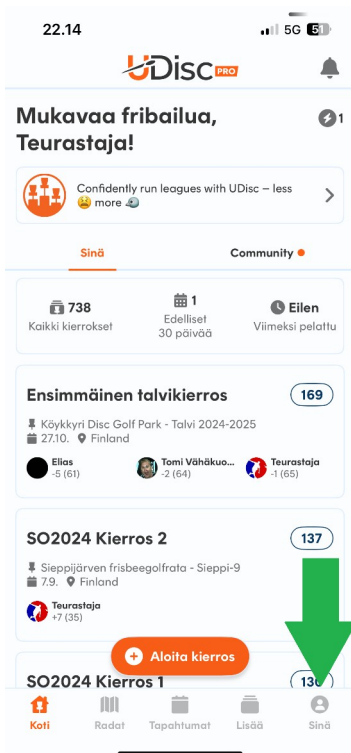 22.14
5G 51
UDisc PRO
Mukavaa fribailua,
Teurastaja!
1
Confidently run leagues with UDisc – less
😫 more 🥏
Sinä
Community
738
Kaikki kierrokset
1
Edelliset
30 päivää
Eilen
Viimeksi pelattu
Ensimmäinen talvikierros
169
Köykkyri Disc Golf Park - Talvi 2024-2025
27.10. Finland
Elias
-5 (61)
Tomi Vähäkuo...
-2 (64)
Teurastaja
-1 (65)
SO2024 Kierros 2
137
Sieppijärven frisbeegolfrata - Sieppi-9
7.9. Finland
Teurastaja
+7 (35)
Aloita kierros
SO2024 Kierros 1
Koti
Radat
Tapahtumat
Lisää
Sinä